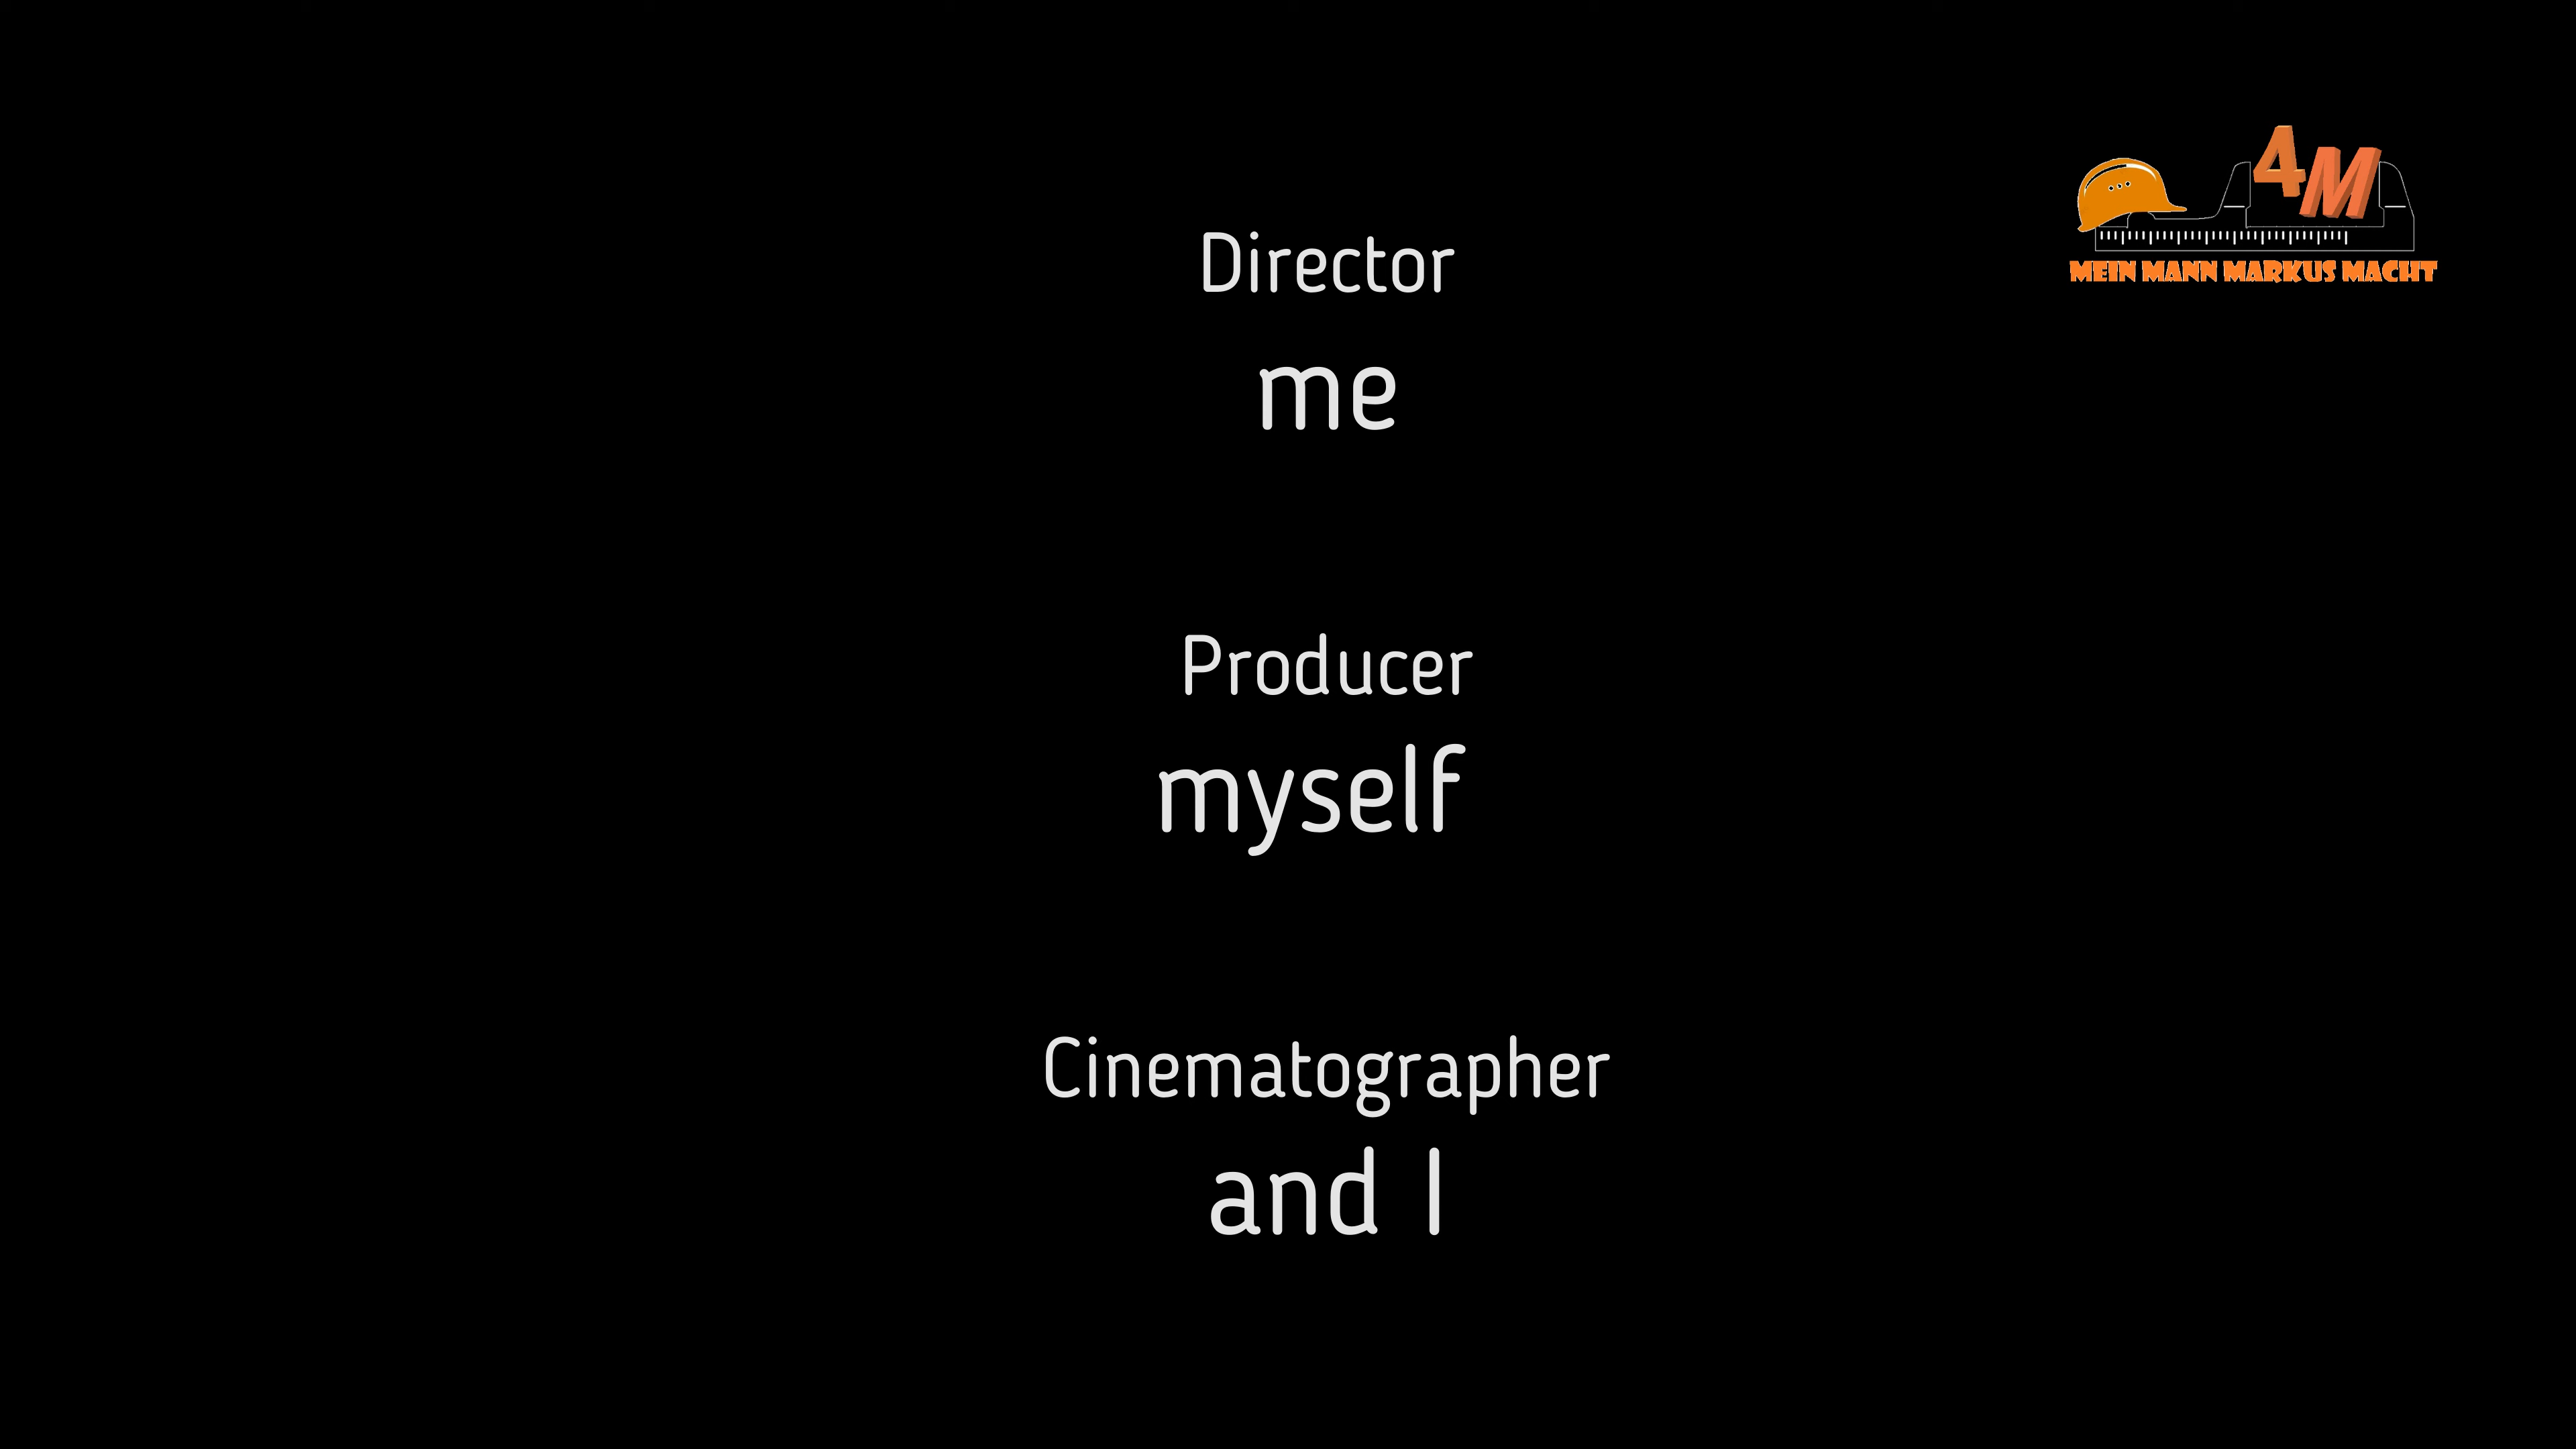 4M
MEIN MANN MARKUS MACHT
Director
me
Producer
myself
Cinematographer
and I